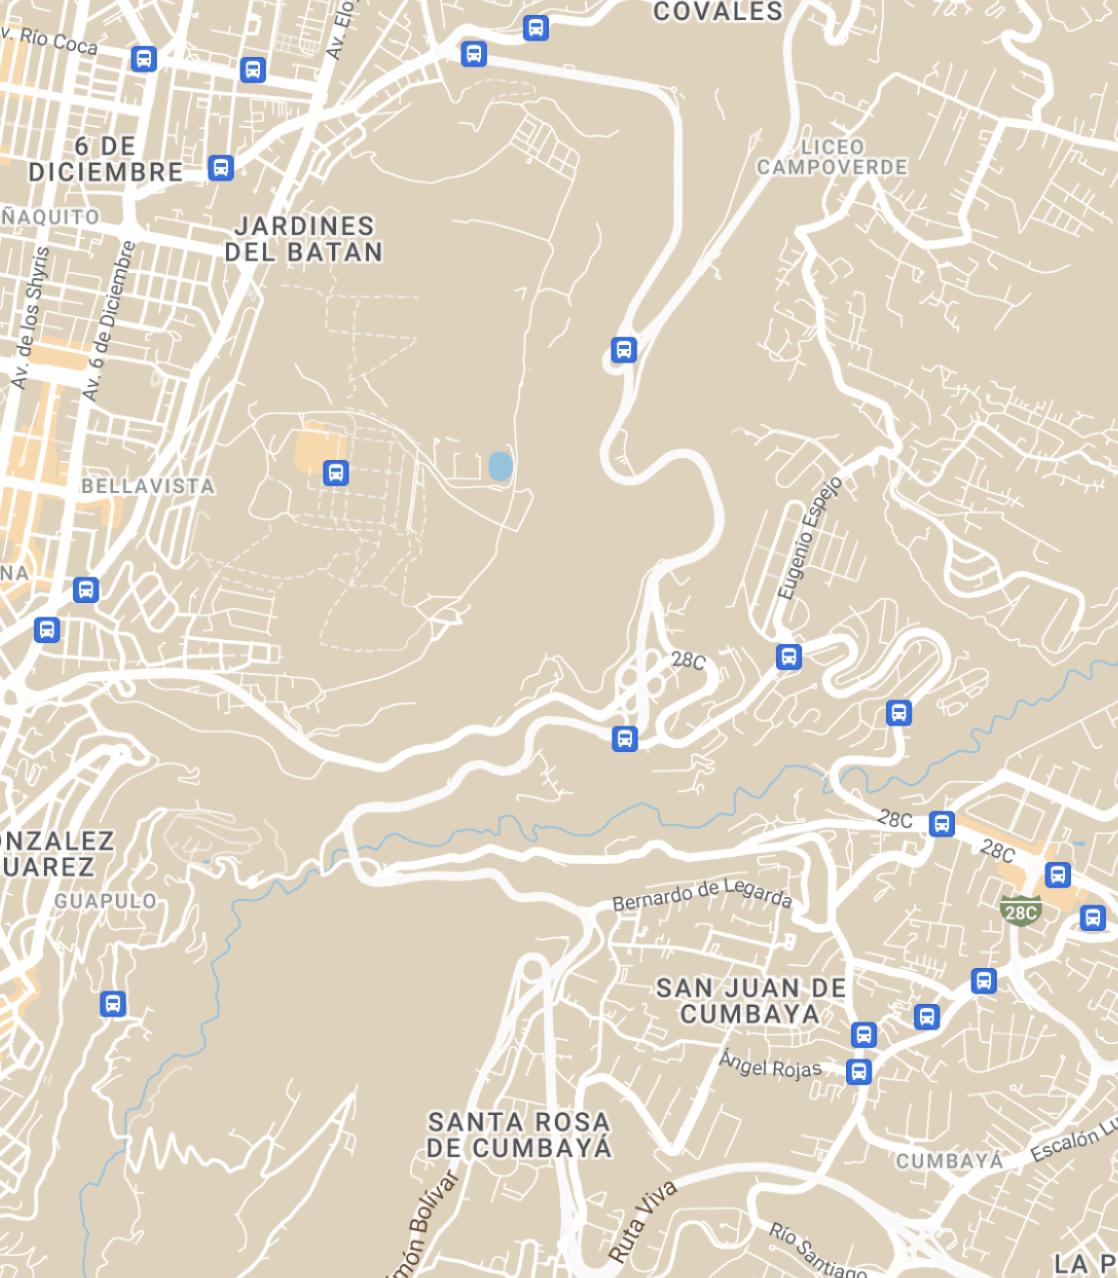 COVALES
v. Río Coca
Av. Elo
6 DE
DICIEMBRE
LICEO
CAMPOVERDE
ÑAQUITO
JARDINES
DEL BATAN
Av. de los Shyris
Av. 6 de Diciembre
BELLAVISTA
Eugenio Espejo
NA
28C
28C
28C
ONZALEZ
UAREZ
GUAPULO
Bernardo de Legarda
28C
SAN JUAN DE
CUMBAYA
Ángel Rojas
SANTA ROSA
DE CUMBAYÁ
CUMBAYÁ
Escalón Lu
món Bolívar
Ruta Viva
Río Santiago
LA P